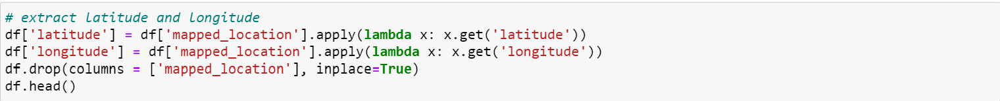 # extract latitude and longitude
df['latitude'] = df['mapped_location'].apply(lambda x: x.get('latitude'))
df['longitude'] = df['mapped_location'].apply(lambda x: x.get('longitude'))
df.drop(columns = ['mapped_location'], inplace=True)
df.head()